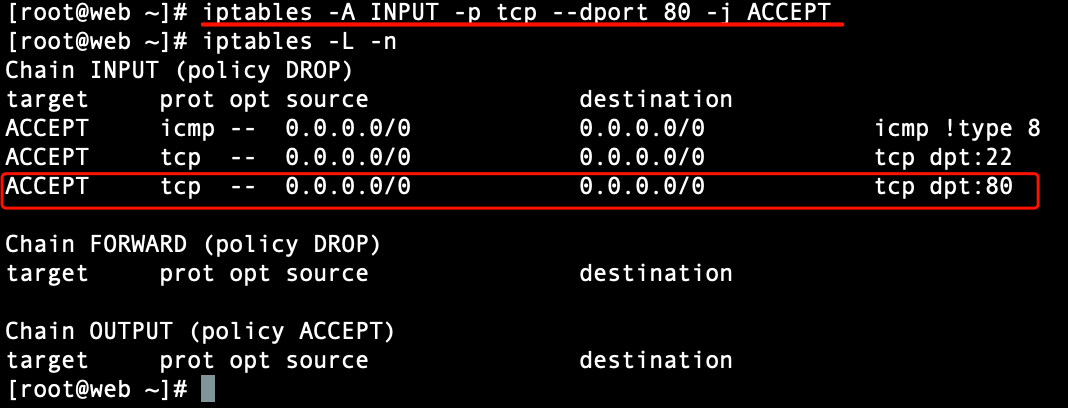 [root@web ~]# iptables -A INPUT -p tcp --dport 80 -j ACCEPT
[root@web ~]# iptables -L -n
Chain INPUT (policy DROP)
target     prot opt source               destination
ACCEPT     icmp --  0.0.0.0/0            0.0.0.0/0            icmp !type 8
ACCEPT     tcp  --  0.0.0.0/0            0.0.0.0/0            tcp dpt:22
ACCEPT     tcp  --  0.0.0.0/0            0.0.0.0/0            tcp dpt:80
Chain FORWARD (policy DROP)
target     prot opt source               destination
Chain OUTPUT (policy ACCEPT)
target     prot opt source               destination
[root@web ~]#